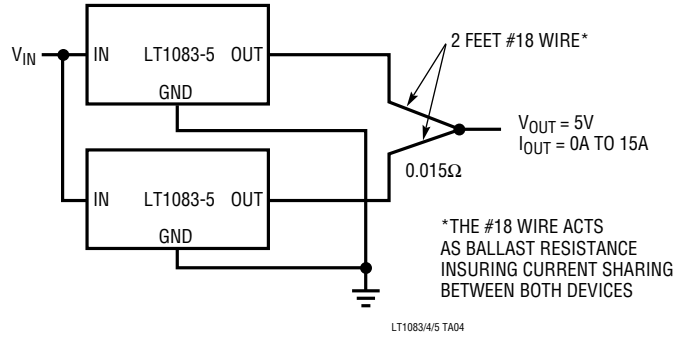 2 FEET #18 WIRE*
VIN
IN LT1083-5 OUT
GND
VOUT = 5V
IOUT = 0A TO 15A
0.015Ω
IN LT1083-5 OUT
GND
*THE #18 WIRE ACTS
AS BALLAST RESISTANCE
INSURING CURRENT SHARING
BETWEEN BOTH DEVICES
LT1083/4/5 TA04